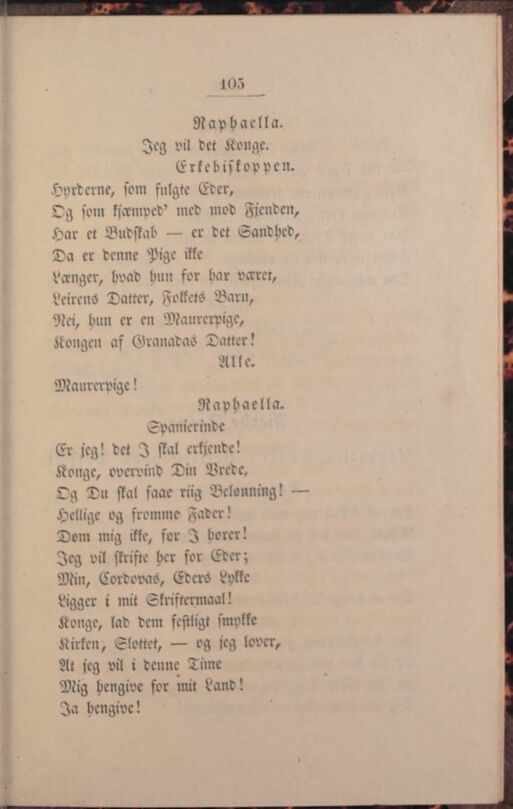 105
Raphaella.
Jeg vil det Konge.
Erkebiskoppen.
Hyrderne, som fulgte Eder,
Og som kjæmped' med mod Fjenden,
Har et Budskab — er det Sandhed,
Da er denne Pige ikke
Længer, hvad hun før har været,
Leirens Datter, Folkets Barn,
Nei, hun er en Maurerpige,
Kongen af Granadas Datter!
Alle.
Maurerpige!
Raphaella.
Spanierinde
Er jeg! det I skal erkjende!
Konge, overvind Din Vrede,
Og Du skal faae riig Belønning! —
Hellige og fromme Fader!
Døm mig ikke, før I hører!
Jeg vil skrifte her for Eder;
Min, Cordovas, Eders Lykke
Ligger i mit Skriftermaal!
Konge, lad dem festligt smykke
Kirken, Slottet, — og jeg lover,
At jeg vil i denne Time
Mig hengive for mit Land!
Ja hengive!